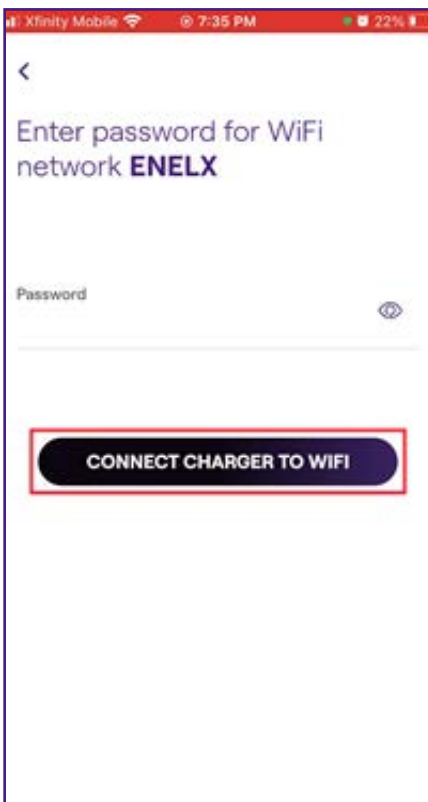 Xfinity Mobile 7:35 PM 22%
Enter password for WiFi
network ENELX
Password
CONNECT CHARGER TO WIFI